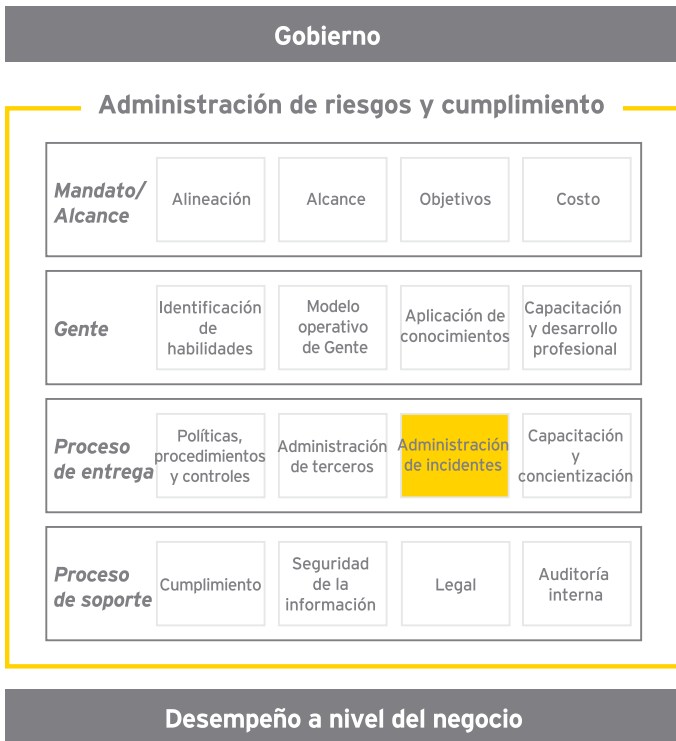 Gobierno
Administración de riesgos y cumplimiento
Mandato/
Alcance
Alineación
Alcance
Objetivos
Costo
Gente
Identificación
de
habilidades
Modelo
operativo
de Gente
Aplicación de
conocimientos
Capacitación
y desarrollo
profesional
Proceso
de entrega
Políticas,
procedimientos
y controles
Administración
de terceros
Administración
de incidentes
Capacitación
y
concientización
Proceso
de soporte
Cumplimiento
Seguridad
de la
información
Legal
Auditoría
interna
Desempeño a nivel del negocio